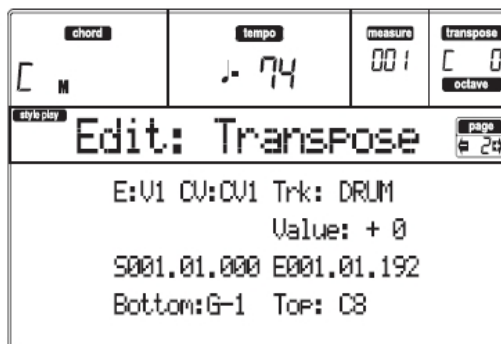 chord tempo measure transpose
C M ♩= 74 001 C 0
octave
style play Edit: Transpose page 2
E:V1 CV:CV1 Trk: DRUM
Value: + 0
S001.01.000 E001.01.192
Bottom:G-1 Top: C8